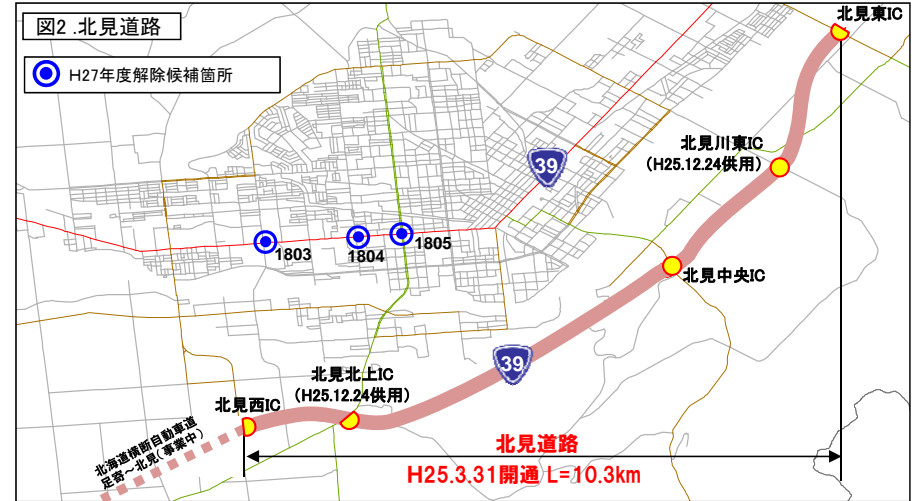 図2 .北見道路
H27年度解除候補箇所
北見東IC
39
北見川東IC
(H25.12.24供用)
1803
1804
1805
北見中央IC
39
北見北上IC
(H25.12.24供用)
北見西IC
北海道横断自動車道
足寄～北見(事業中)
北見道路
H25.3.31開通 L=10.3km